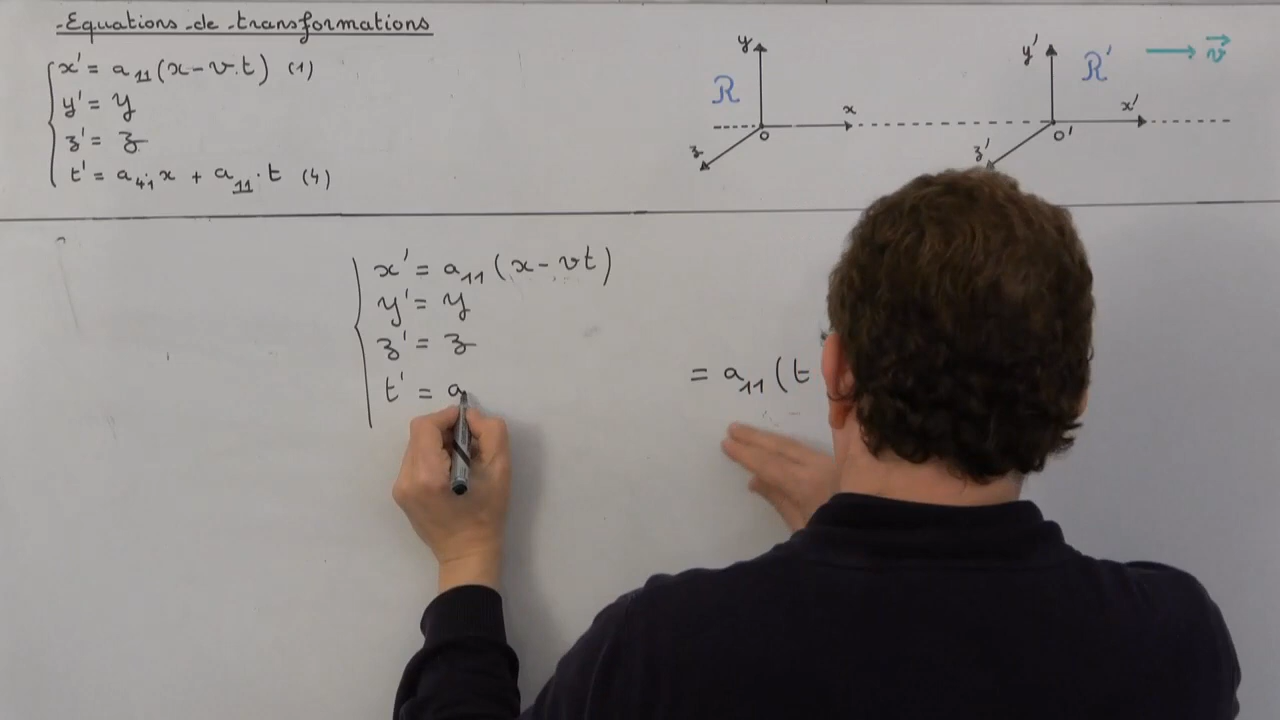 Equations de transformations
x' = a₁₁(x - v.t) (1)
y' = y
z' = z
t' = a₄₁.x + a₁₁.t (4)
y
R
x
o
z
y'
R'
v⃗
x'
o'
z'
x' = a₁₁(x - vt)
y' = y
z' = z
t' = a
= a₁₁(t